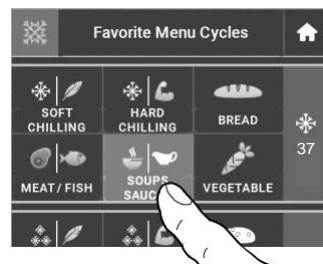 Favorite Menu Cycles
SOFT
CHILLING
HARD
CHILLING
BREAD
37
MEAT / FISH
SOUPS
SAUC
VEGETABLE